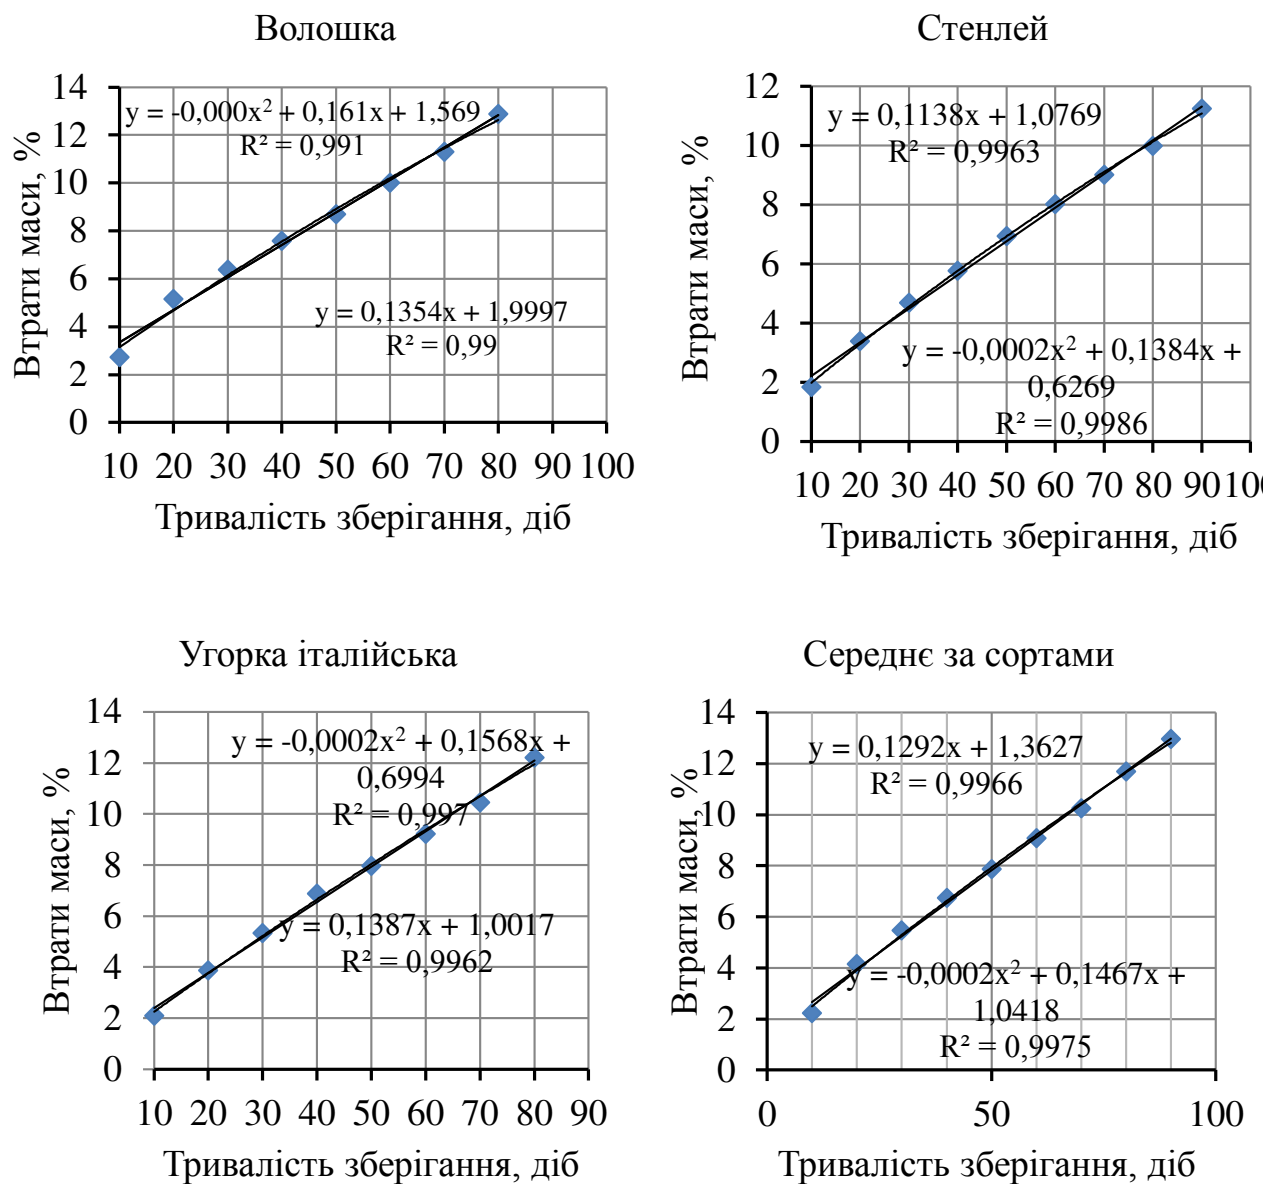 Волошка
Втрати маси, %
14
12
10
8
6
4
2
0
y = -0,000x² + 0,161x + 1,569
R² = 0,991
y = 0,1354x + 1,9997
R² = 0,99
10 20 30 40 50 60 70 80 90 100
Тривалість зберігання, діб
Стенлей
Втрати маси, %
12
10
8
6
4
2
0
y = 0,1138x + 1,0769
R² = 0,9963
y = -0,0002x² + 0,1384x +
0,6269
R² = 0,9986
10 20 30 40 50 60 70 80 90 100
Тривалість зберігання, діб
Угорка італійська
Втрати маси, %
14
12
10
8
6
4
2
0
y = -0,0002x² + 0,1568x +
0,6994
R² = 0,997
y = 0,1387x + 1,0017
R² = 0,9962
10 20 30 40 50 60 70 80 90
Тривалість зберігання, діб
Середнє за сортами
Втрати маси, %
14
12
10
8
6
4
2
0
y = 0,1292x + 1,3627
R² = 0,9966
y = -0,0002x² + 0,1467x +
1,0418
R² = 0,9975
0 50 100
Тривалість зберігання, діб